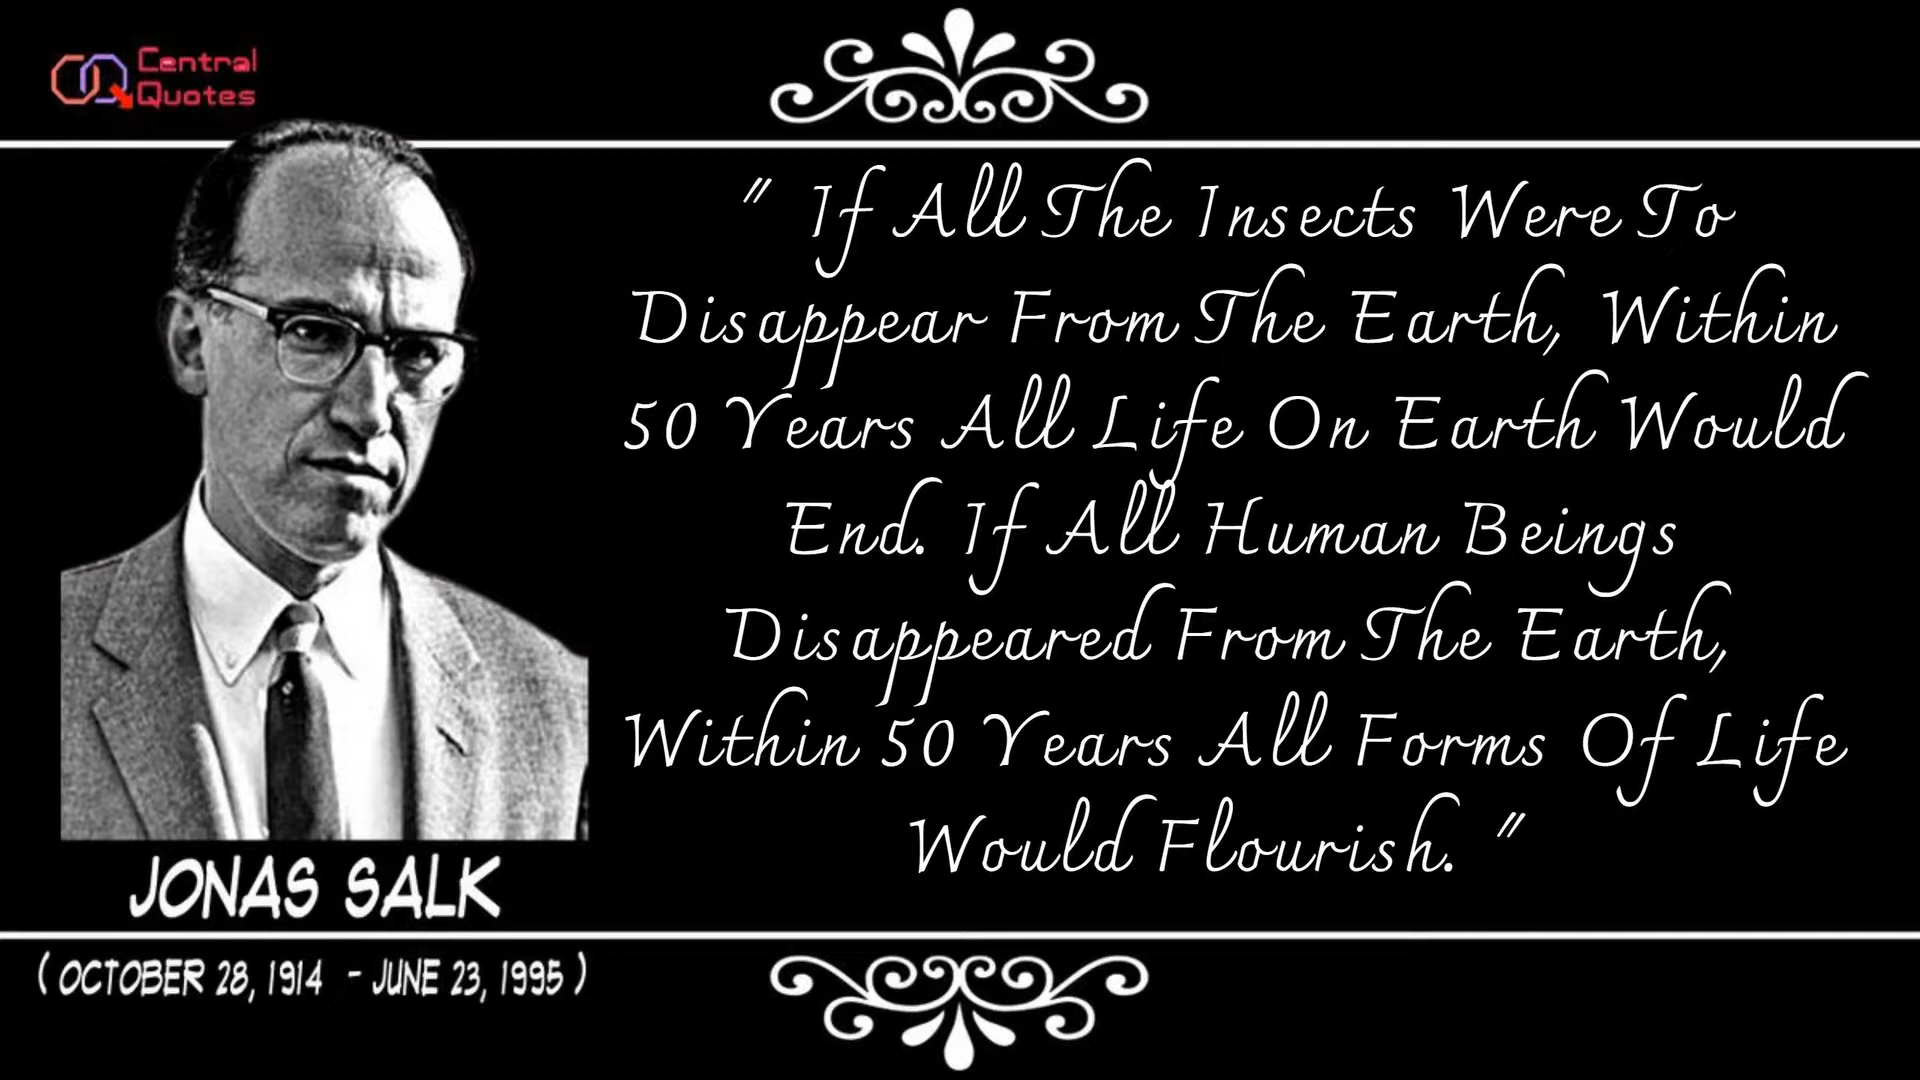 Central
Quotes
" If All The Insects Were To
Disappear From The Earth, Within
50 Years All Life On Earth Would
End. If All Human Beings
Disappeared From The Earth,
Within 50 Years All Forms Of Life
Would Flourish. "
JONAS SALK
( OCTOBER 28, 1914 - JUNE 23, 1995 )